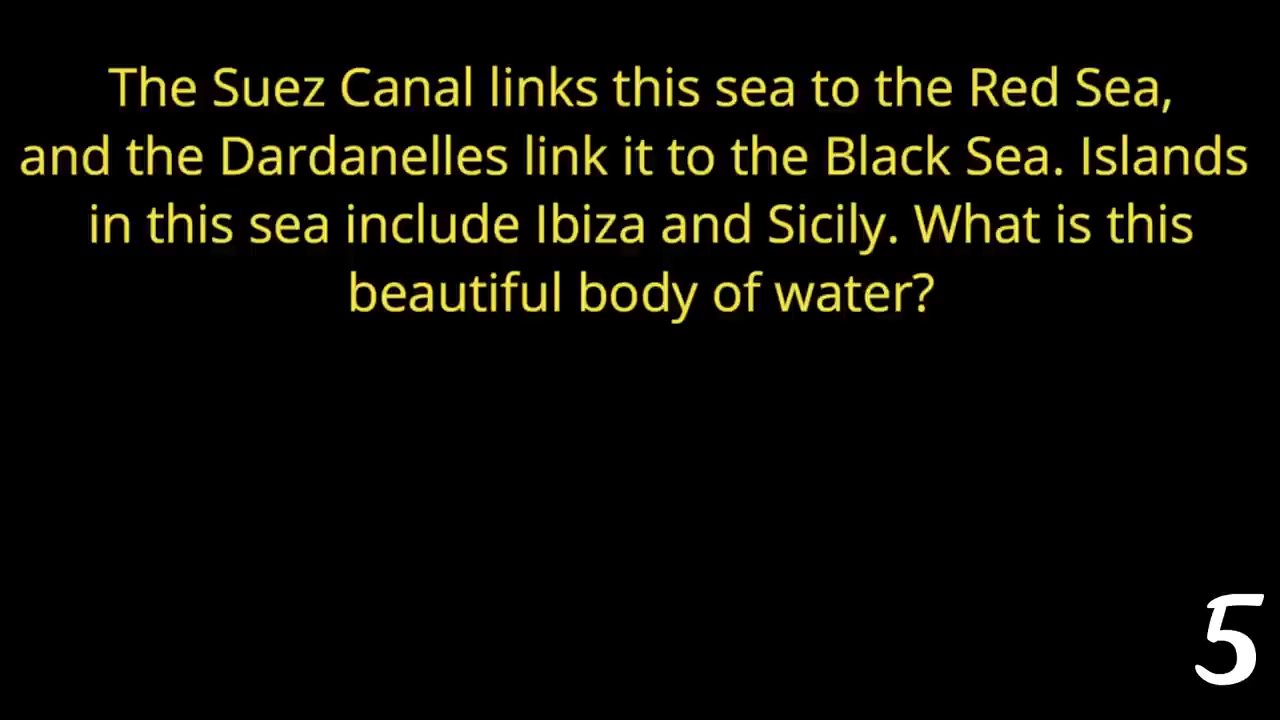 The Suez Canal links this sea to the Red Sea,
and the Dardanelles link it to the Black Sea. Islands
in this sea include Ibiza and Sicily. What is this
beautiful body of water?
5